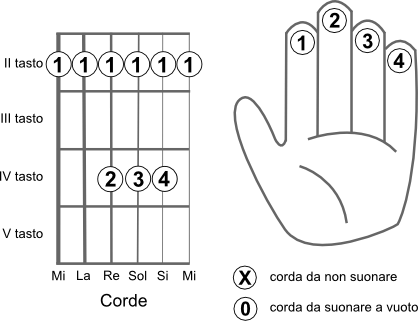 1 2 3 4
II tasto 1 1 1 1 1 1
III tasto
IV tasto 2 3 4
V tasto
Mi La Re Sol Si Mi
Corde
X corda da non suonare
0 corda da suonare a vuoto